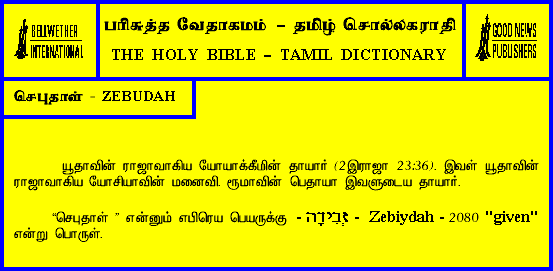 BELLWETHER
INTERNATIONAL
பரிசுத்த வேதாகமம் – தமிழ் சொல்லகராதி
THE HOLY BIBLE – TAMIL DICTIONARY
GOOD NEWS
PUBLISHERS
செபுதாள் - ZEBUDAH
யூதாவின் ராஜாவாகிய யோயாக்கீமின் தாயார் (2இராஜா 23:36). இவள் யூதாவின்
ராஜாவாகிய யோசியாவின் மனைவி. ரூமாவின் பெதாயா இவளுடைய தாயார்.
“செபுதாள் ” என்னும் எபிரெய பெயருக்கு - זְבִידָה - Zebiydah - 2080 "given"
என்று பொருள்.